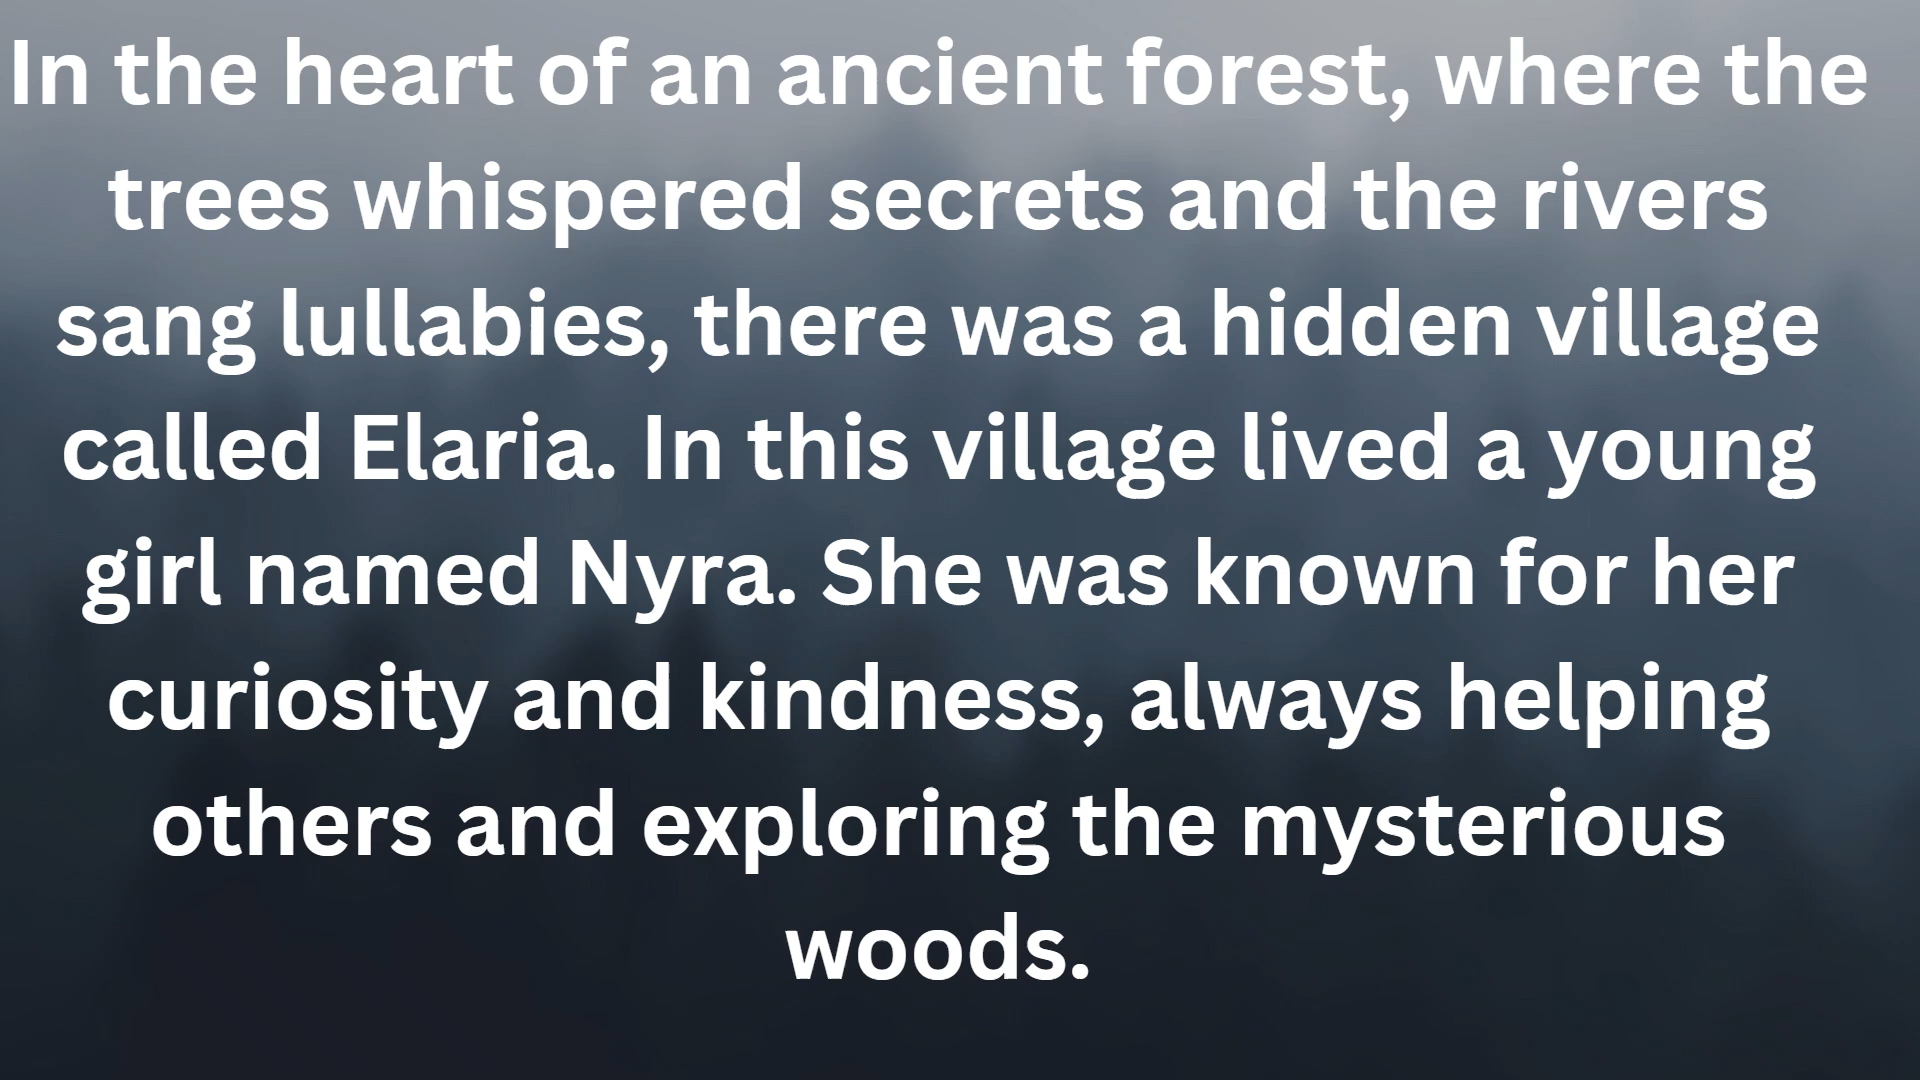 In the heart of an ancient forest, where the
trees whispered secrets and the rivers
sang lullabies, there was a hidden village
called Elaria. In this village lived a young
girl named Nyra. She was known for her
curiosity and kindness, always helping
others and exploring the mysterious
woods.